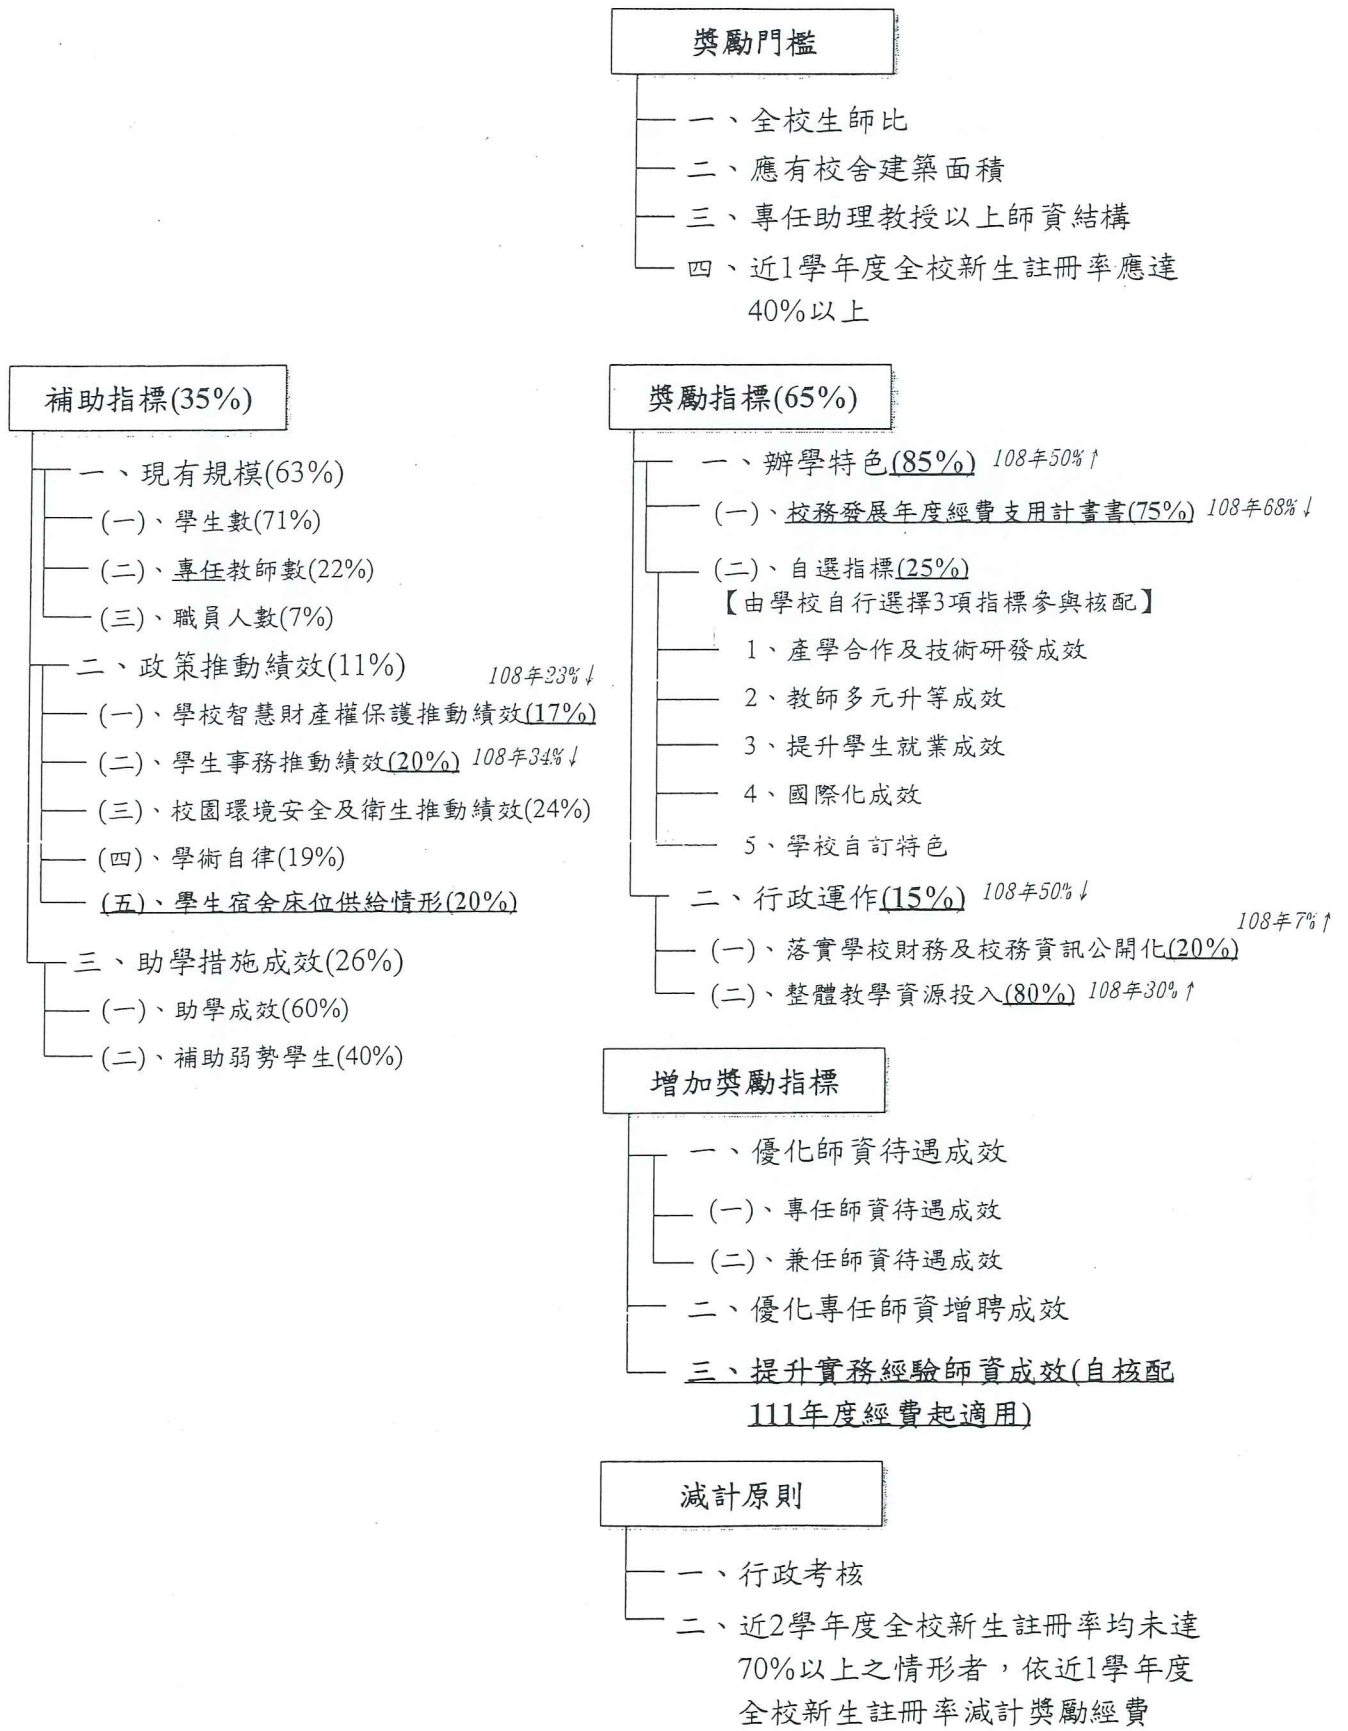 獎勵門檻
一、全校生師比
二、應有校舍建築面積
三、專任助理教授以上師資結構
四、近1學年度全校新生註冊率應達
40%以上
補助指標(35%)
一、現有規模(63%)
(一)、學生數(71%)
(二)、專任教師數(22%)
(三)、職員人數(7%)
二、政策推動績效(11%)
108年23%↓
(一)、學校智慧財產權保護推動績效(17%)
(二)、學生事務推動績效(20%) 108年34%↓
(三)、校園環境安全及衛生推動績效(24%)
(四)、學術自律(19%)
(五)、學生宿舍床位供給情形(20%)
三、助學措施成效(26%)
(一)、助學成效(60%)
(二)、補助弱勢學生(40%)
獎勵指標(65%)
一、辦學特色(85%) 108年50%↑
(一)、校務發展年度經費支用計畫書(75%) 108年68%↓
(二)、自選指標(25%)
【由學校自行選擇3項指標參與核配】
1、產學合作及技術研發成效
2、教師多元升等成效
3、提升學生就業成效
4、國際化成效
5、學校自訂特色
二、行政運作(15%) 108年50%↓
108年7%↑
(一)、落實學校財務及校務資訊公開化(20%)
(二)、整體教學資源投入(80%) 108年30%↑
增加獎勵指標
一、優化師資待遇成效
(一)、專任師資待遇成效
(二)、兼任師資待遇成效
二、優化專任師資增聘成效
三、提升實務經驗師資成效(自核配
111年度經費起適用)
減計原則
一、行政考核
二、近2學年度全校新生註冊率均未達
70%以上之情形者，依近1學年度
全校新生註冊率減計獎勵經費